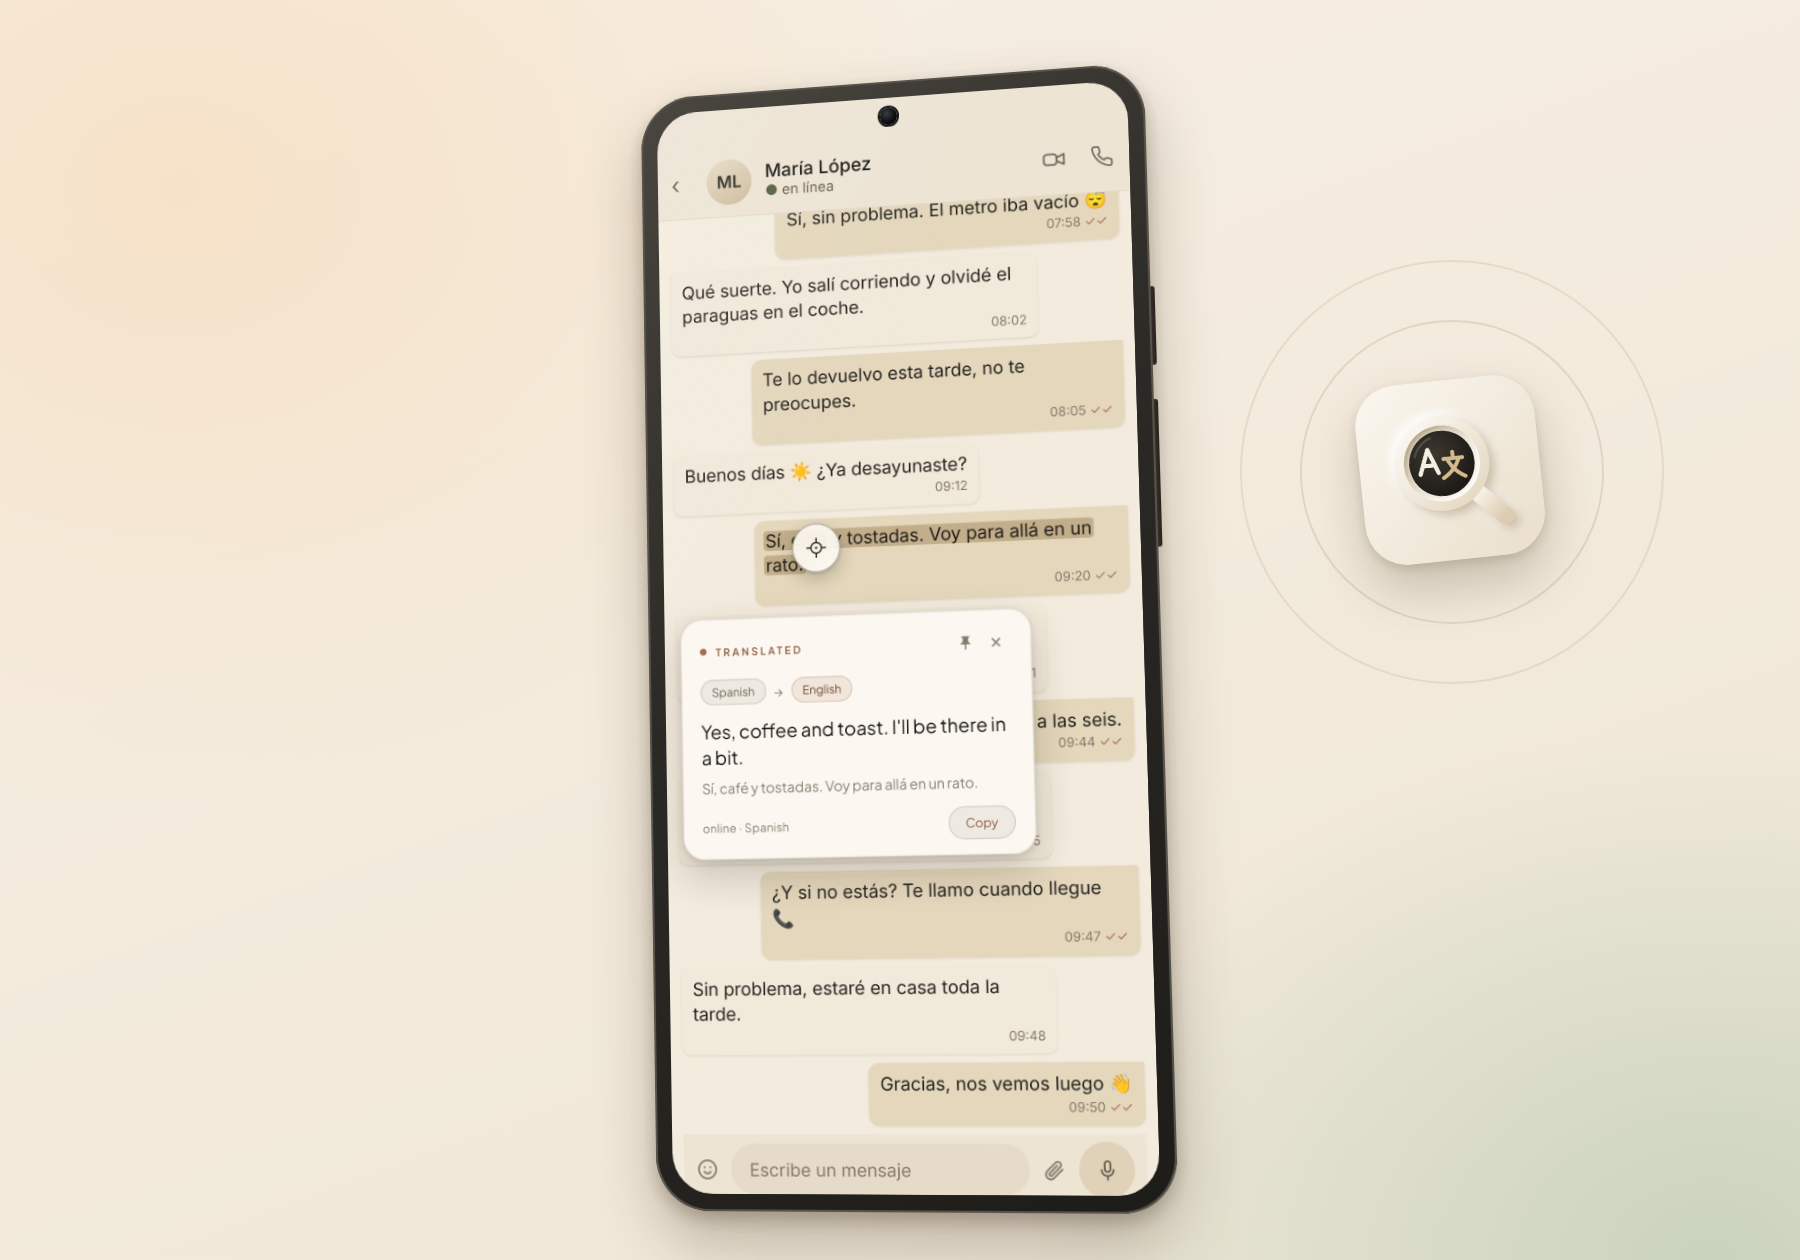 ML
María López
en línea
Sí, sin problema. El metro iba vacío 😴
07:58
Qué suerte. Yo salí corriendo y olvidé el
paraguas en el coche.
08:02
Te lo devuelvo esta tarde, no te
preocupes.
08:05
Buenos días ☀️ ¿Ya desayunaste?
09:12
Sí, y tostadas. Voy para allá en un
rato.
09:20
TRANSLATED
Spanish → English
Yes, coffee and toast. I'll be there in
a bit.
Sí, café y tostadas. Voy para allá en un rato.
online · Spanish
Copy
a las seis.
09:44
¿Y si no estás? Te llamo cuando llegue
📞
09:47
Sin problema, estaré en casa toda la
tarde.
09:48
Gracias, nos vemos luego 👋
09:50
Escribe un mensaje
A文